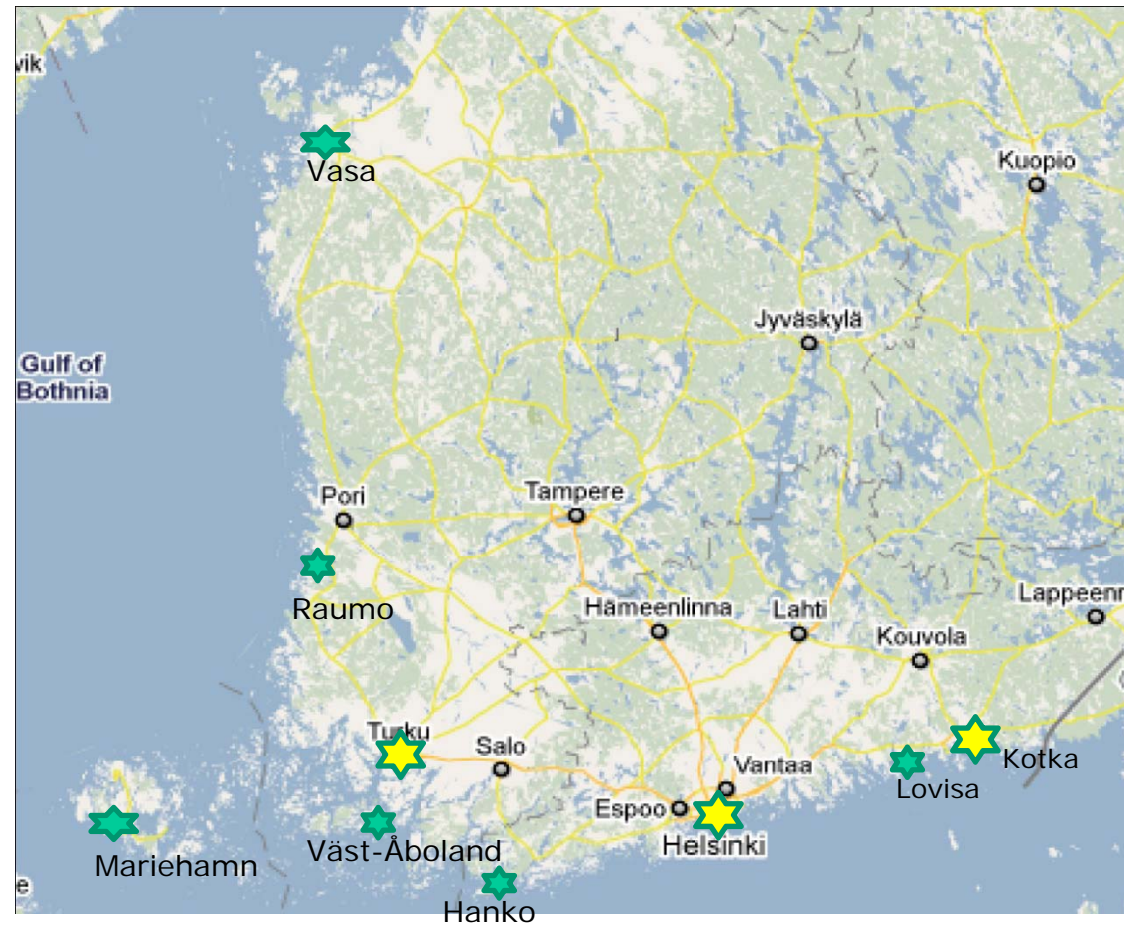 vik
Vasa
Kuopio
Jyväskylä
Gulf of
Bothnia
Pori
Tampere
Raumo
Hämeenlinna
Lahti
Lappeenr
Kouvola
Turku
Salo
Vantaa
Kotka
Lovisa
Espoo
Helsinki
Väst-Åboland
Mariehamn
e
Hanko